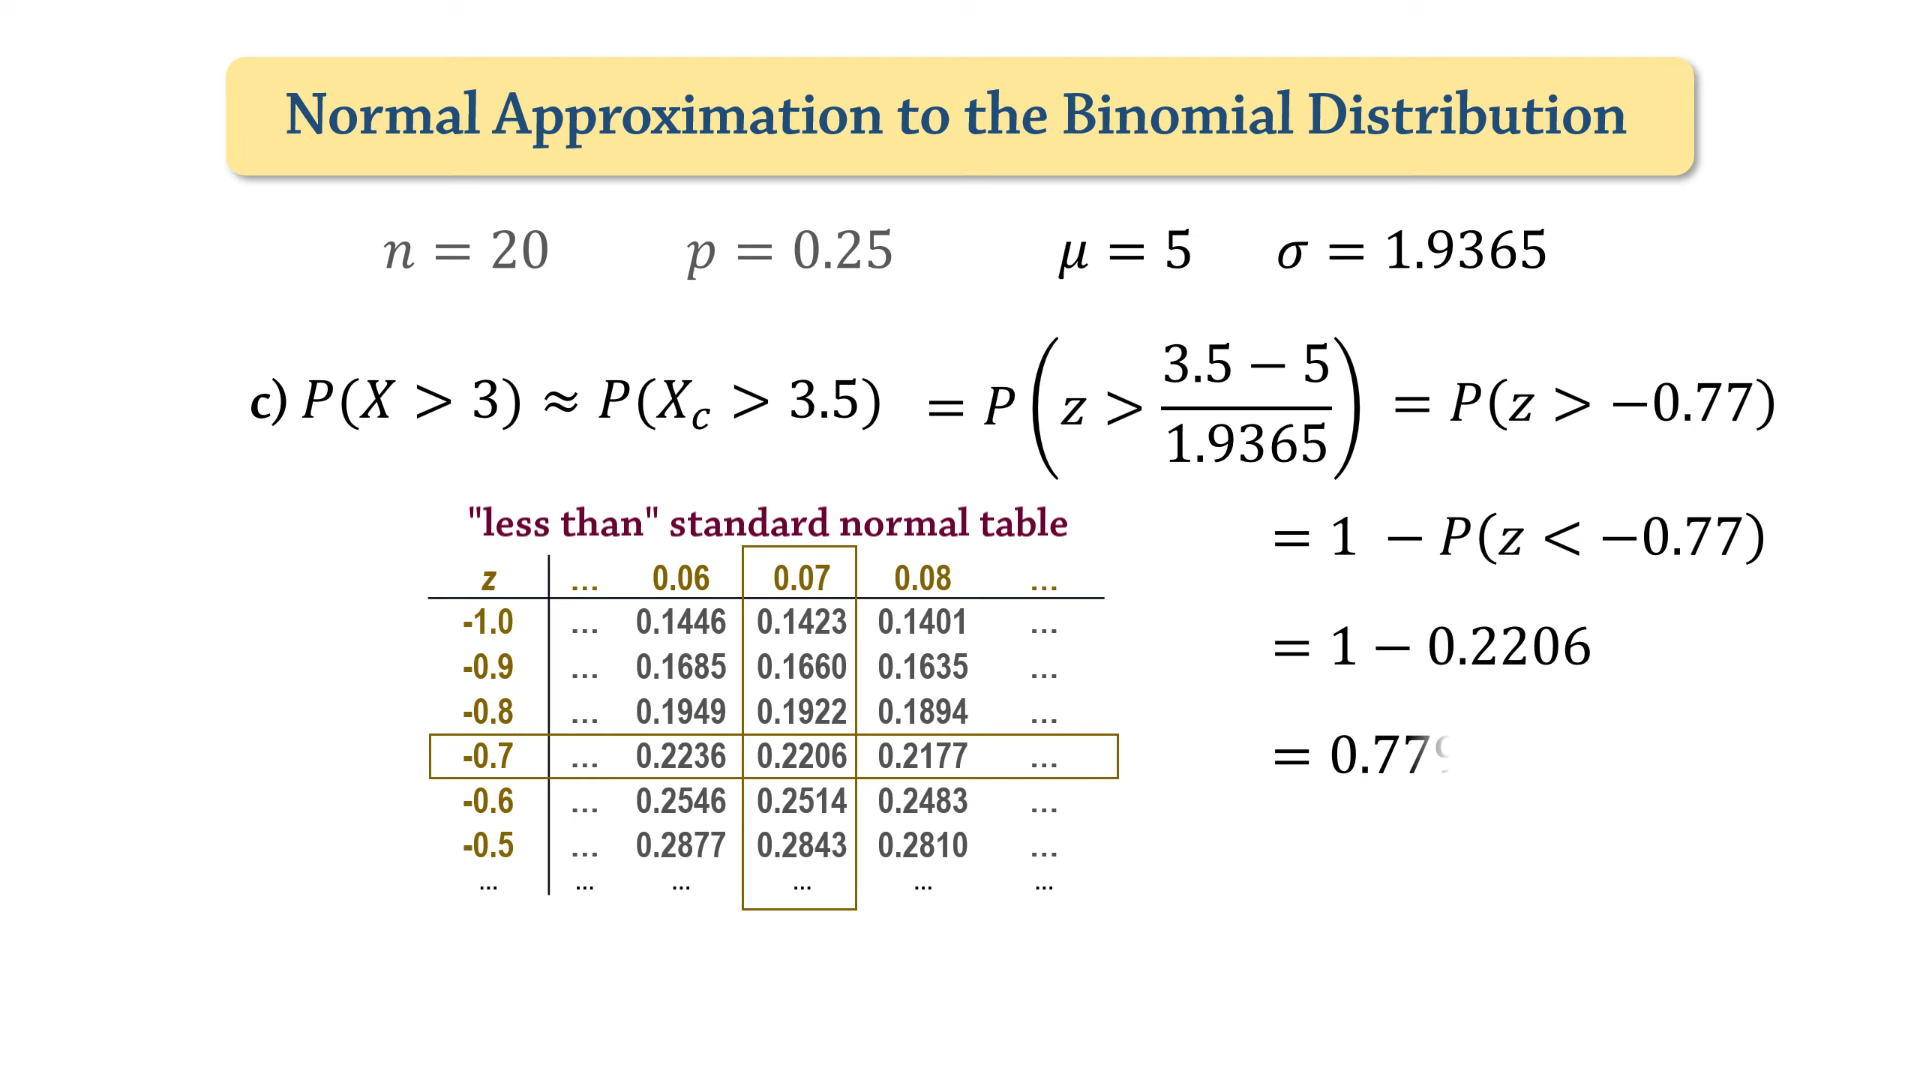 Normal Approximation to the Binomial Distribution
n = 20 p = 0.25 μ = 5 σ = 1.9365
c) P(X > 3) ≈ P(X_c > 3.5) = P(z > (3.5 − 5)/1.9365) = P(z > −0.77)
"less than" standard normal table
= 1 − P(z < −0.77)
z ... 0.06 0.07 0.08 ...
-1.0 ... 0.1446 0.1423 0.1401 ...
= 1 − 0.2206
-0.9 ... 0.1685 0.1660 0.1635 ...
-0.8 ... 0.1949 0.1922 0.1894 ...
-0.7 ... 0.2236 0.2206 0.2177 ...
= 0.779
-0.6 ... 0.2546 0.2514 0.2483 ...
-0.5 ... 0.2877 0.2843 0.2810 ...
... ... ... ... ... ...